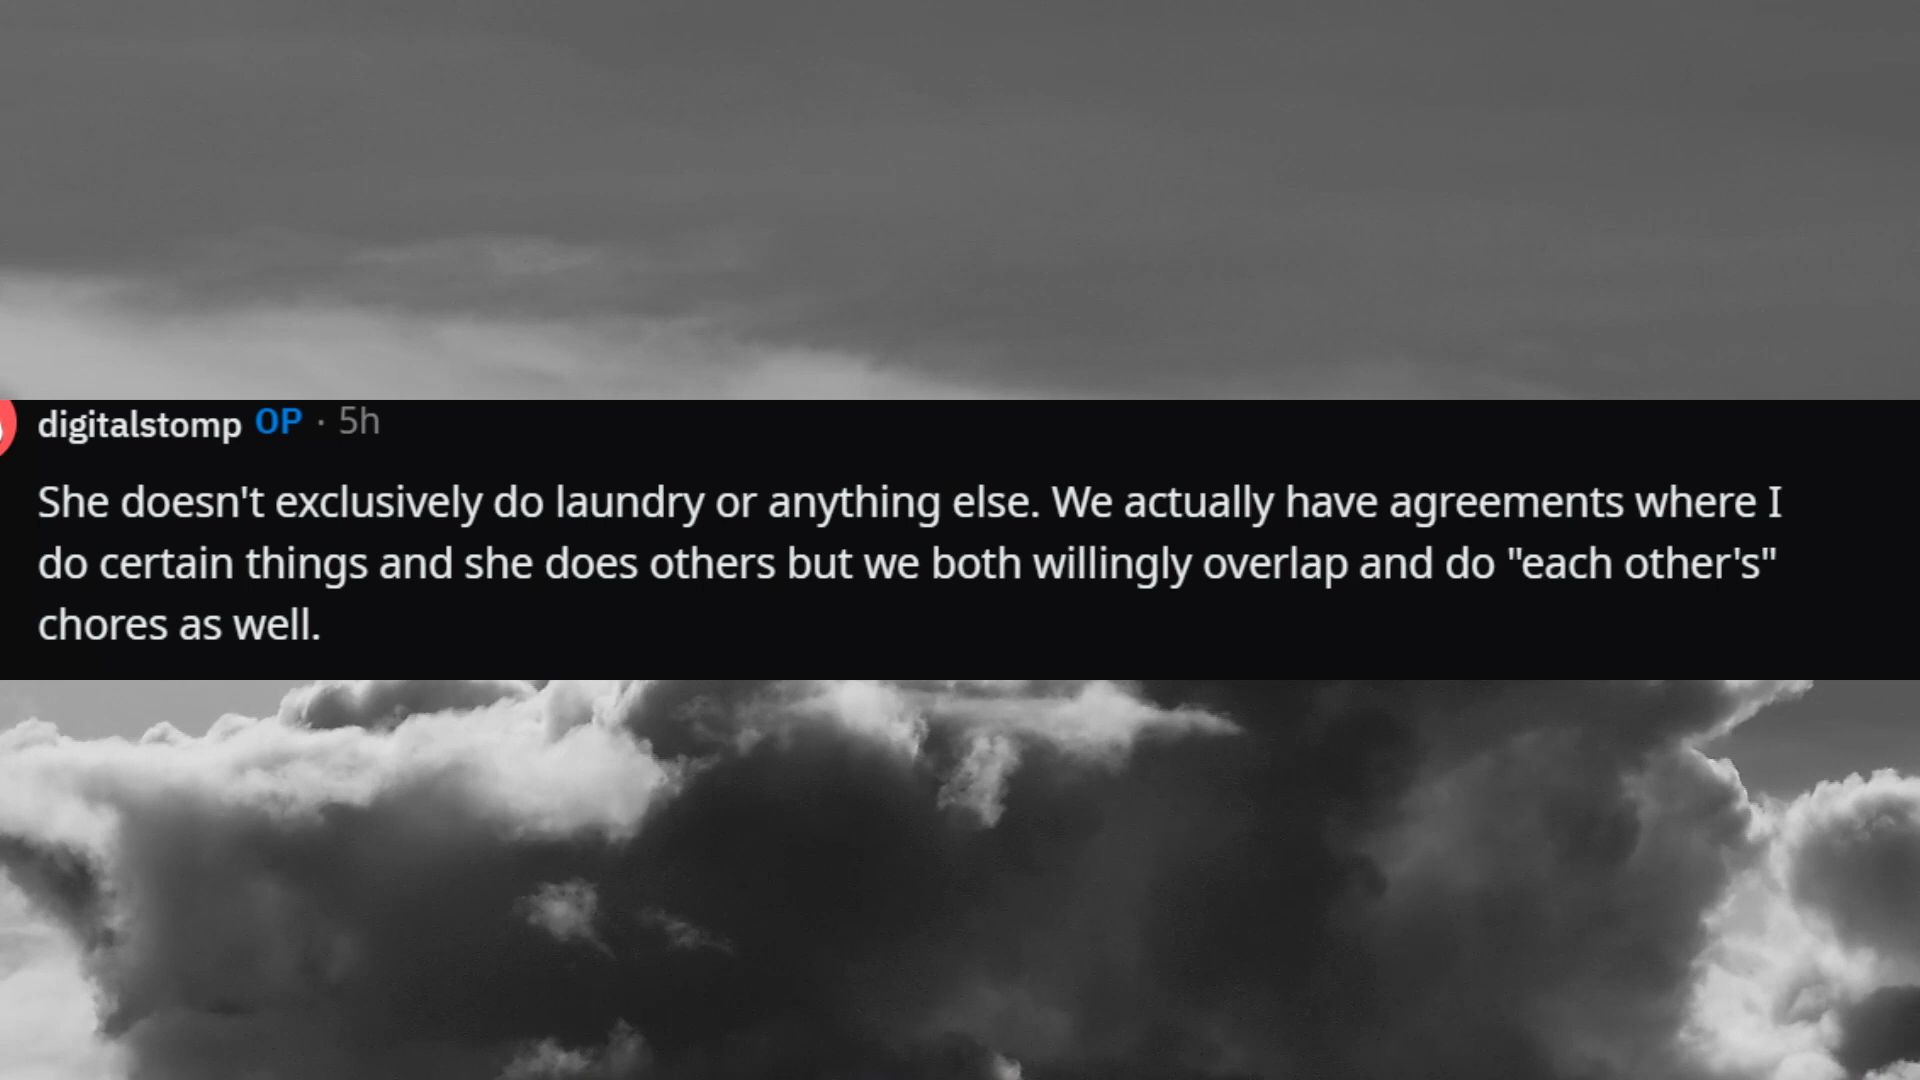 digitalstomp OP · 5h
She doesn't exclusively do laundry or anything else. We actually have agreements where I
do certain things and she does others but we both willingly overlap and do "each other's"
chores as well.